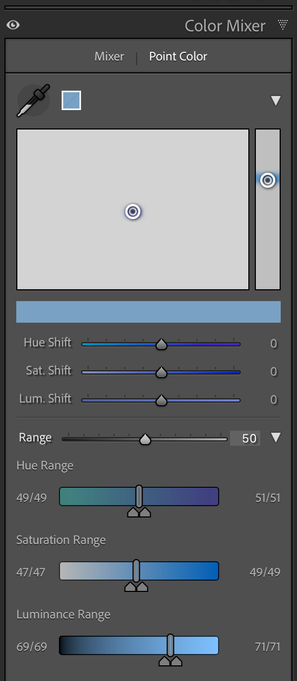 Color Mixer
Mixer | Point Color
Hue Shift 0
Sat. Shift 0
Lum. Shift 0
Range 50
Hue Range
49/49 51/51
Saturation Range
47/47 49/49
Luminance Range
69/69 71/71